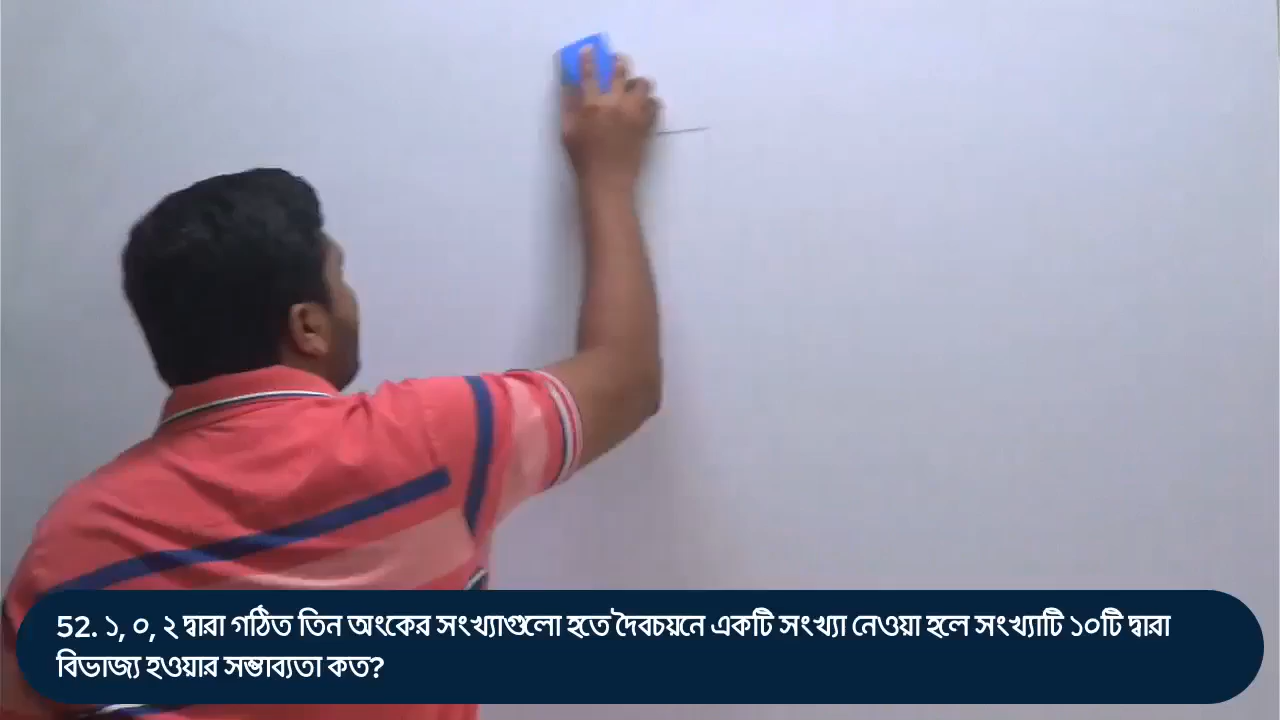 52. ১, ০, ২ দ্বারা গঠিত তিন অংকের সংখ্যাগুলো হতে দৈবচয়নে একটি সংখ্যা নেওয়া হলে সংখ্যাটি ১০টি দ্বারা
বিভাজ্য হওয়ার সম্ভাব্যতা কত?